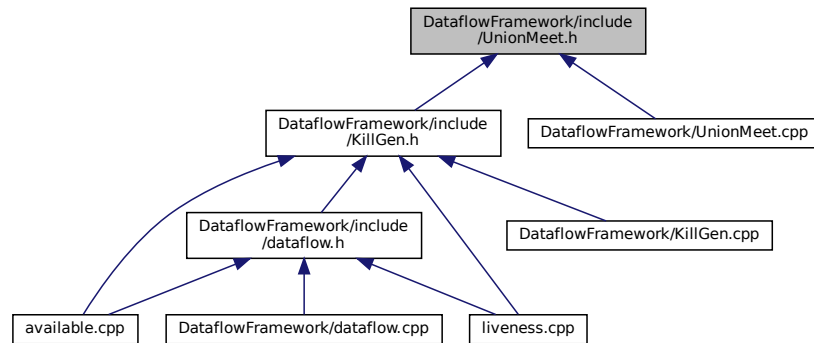 DataflowFramework/include
/UnionMeet.h
DataflowFramework/include
/KillGen.h
DataflowFramework/UnionMeet.cpp
DataflowFramework/include
/dataflow.h
DataflowFramework/KillGen.cpp
available.cpp
DataflowFramework/dataflow.cpp
liveness.cpp